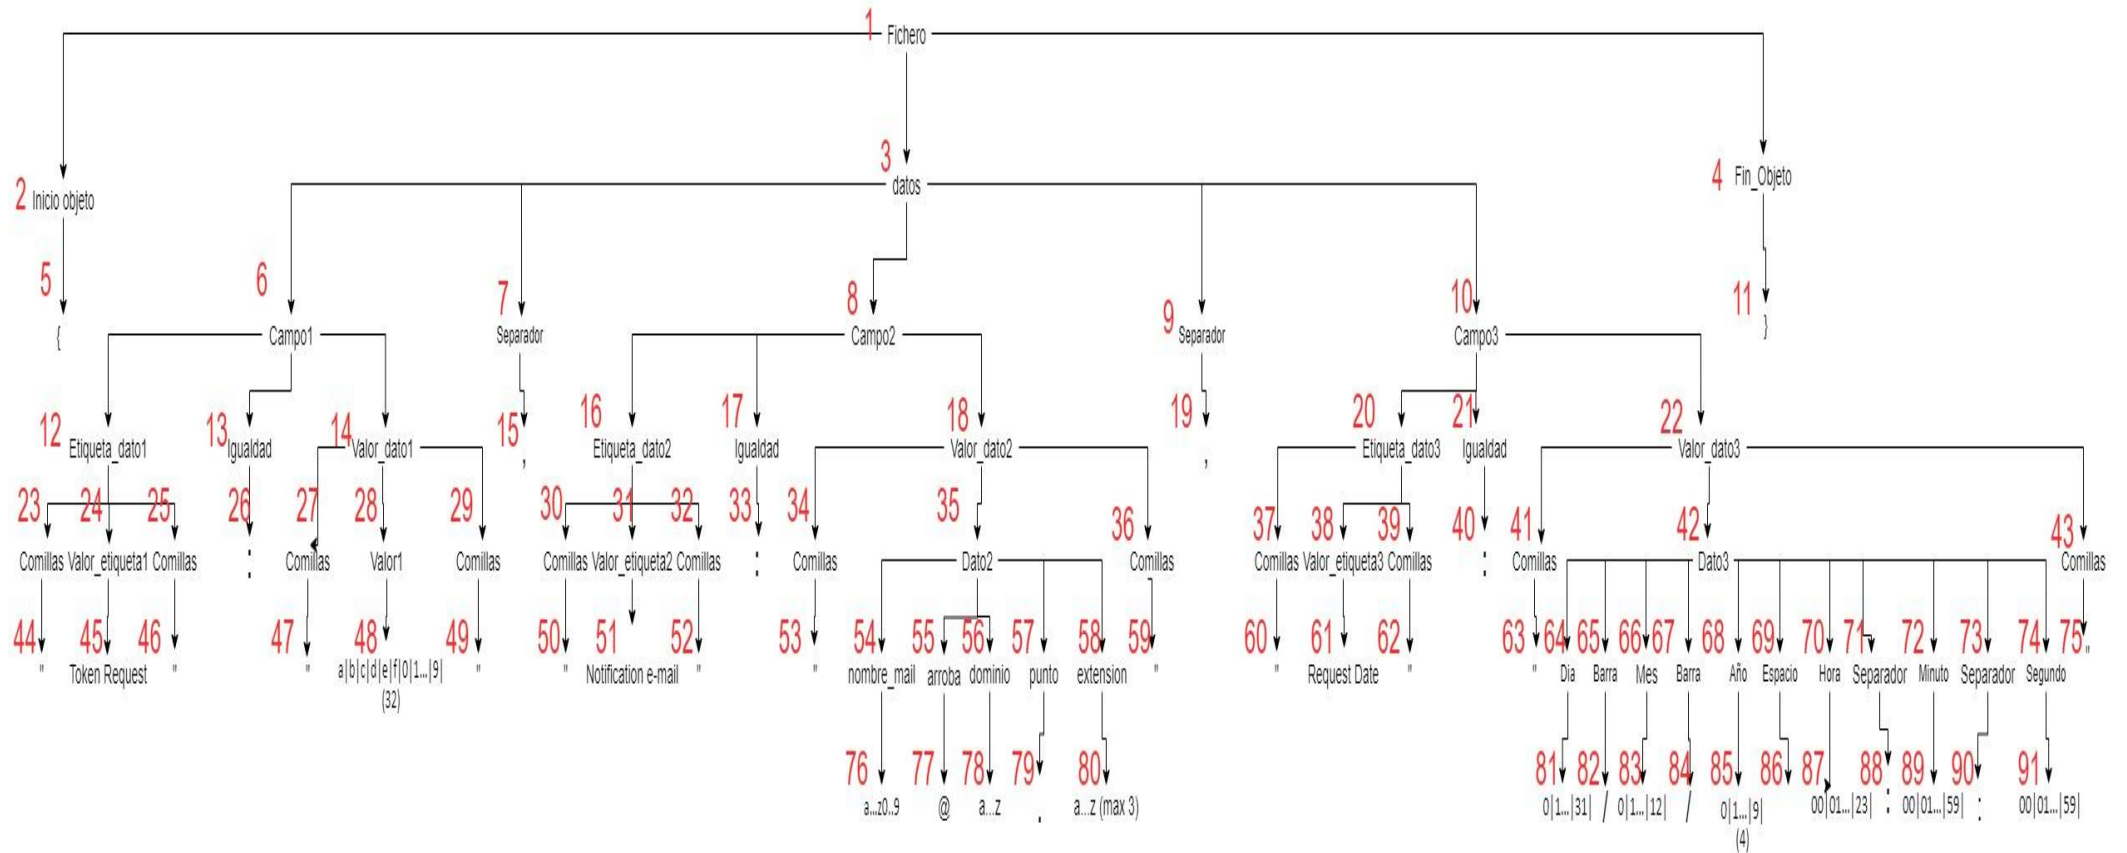 1 Fichero
2 Inicio objeto
3 datos
4 Fin_Objeto
5 {
6 Campo1
7 Separador
8 Campo2
9 Separador
10 Campo3
11 }
12 Etiqueta_dato1
13 Igualdad
14 Valor_dato1
15 ,
16 Etiqueta_dato2
17 Igualdad
18 Valor_dato2
19 ,
20 Etiqueta_dato3
21 Igualdad
22 Valor_dato3
23 Comillas
24 Valor_etiqueta1
25 Comillas
26 :
27 Comillas
28 Valor1
29 Comillas
30 Comillas
31 Valor_etiqueta2
32 Comillas
33 :
34 Comillas
35 Dato2
36 Comillas
37 Comillas
38 Valor_etiqueta3
39 Comillas
40 :
41 Comillas
42 Dato3
43 Comillas
44 "
45 Token Request
46 "
47 "
48 a|b|c|d|e|f|0|1...|9|
(32)
49 "
50 "
51 Notification e-mail
52 "
53 "
54 nombre_mail
55 arroba
56 dominio
57 punto
58 extension
59 "
60 "
61 Request Date
62 "
63 "
64 Dia
65 Barra
66 Mes
67 Barra
68 Año
69 Espacio
70 Hora
71 Separador
72 Minuto
73 Separador
74 Segundo
75 "
76 a...z0..9
77 @
78 a...z
79 .
80 a...z (max 3)
81 0|1...|31|
82 /
83 0|1...|12|
84 /
85 0|1...|9|
(4)
86
87 00|01...|23|
88 :
89 00|01...|59|
90 :
91 00|01...|59|